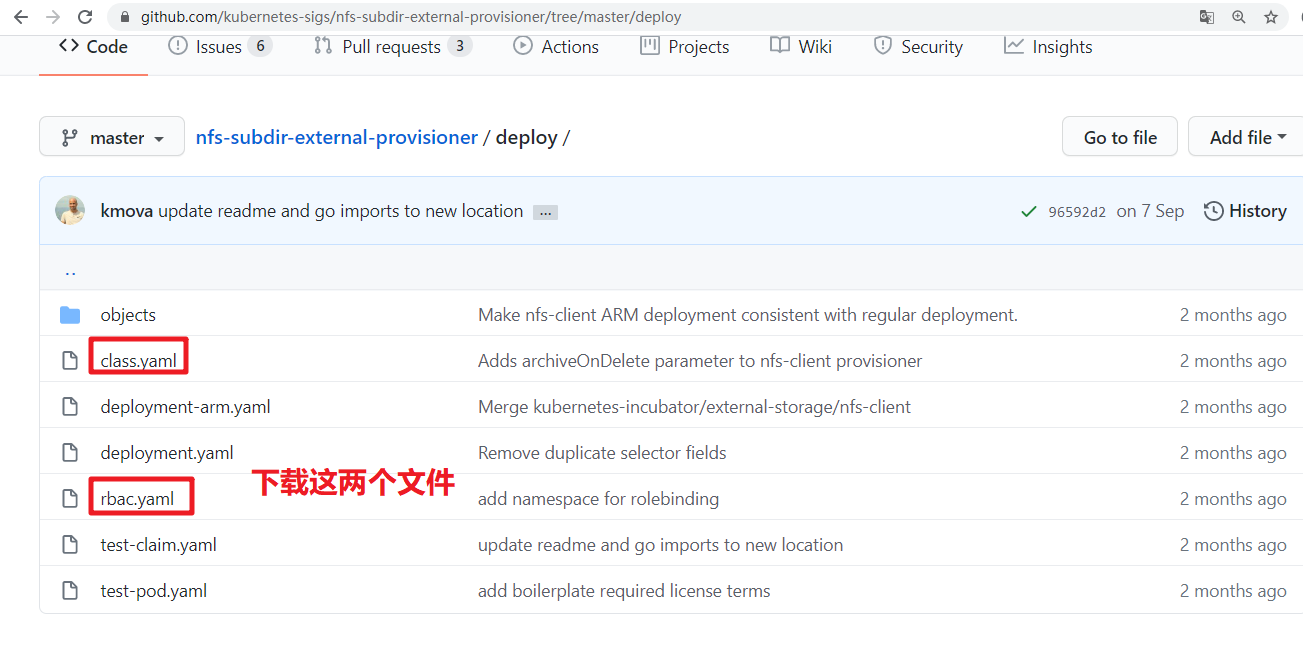 github.com/kubernetes-sigs/nfs-subdir-external-provisioner/tree/master/deploy
Code Issues 6 Pull requests 3 Actions Projects Wiki Security Insights
master nfs-subdir-external-provisioner / deploy / Go to file Add file
kmova update readme and go imports to new location ... 96592d2 on 7 Sep History
..
objects Make nfs-client ARM deployment consistent with regular deployment. 2 months ago
class.yaml Adds archiveOnDelete parameter to nfs-client provisioner 2 months ago
deployment-arm.yaml Merge kubernetes-incubator/external-storage/nfs-client 2 months ago
deployment.yaml Remove duplicate selector fields 2 months ago
下载这两个文件
rbac.yaml add namespace for rolebinding 2 months ago
test-claim.yaml update readme and go imports to new location 2 months ago
test-pod.yaml add boilerplate required license terms 2 months ago